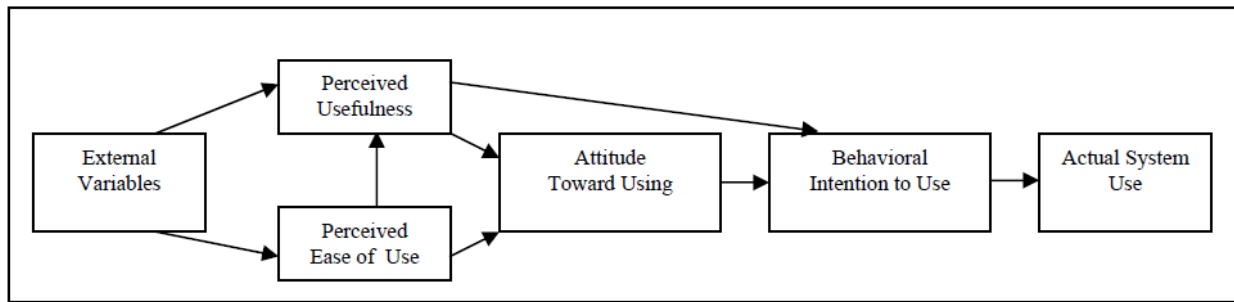 External
Variables
Perceived
Usefulness
Perceived
Ease of Use
Attitude
Toward Using
Behavioral
Intention to Use
Actual System
Use